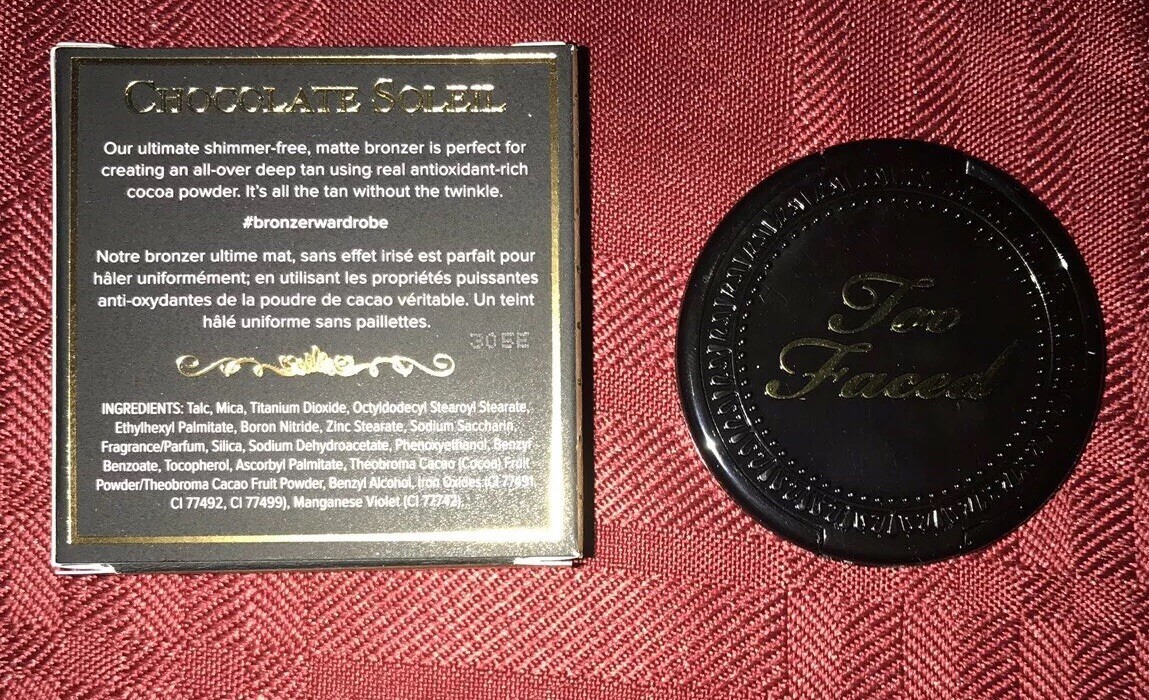 CHOCOLATE SOLEIL
Our ultimate shimmer-free, matte bronzer is perfect for
creating an all-over deep tan using real antioxidant-rich
cocoa powder. It's all the tan without the twinkle.
#bronzerwardrobe
Notre bronzer ultime mat, sans effet irisé est parfait pour
hâler uniformément; en utilisant les propriétés puissantes
anti-oxydantes de la poudre de cacao véritable. Un teint
hâlé uniforme sans paillettes.
30EE
INGREDIENTS: Talc, Mica, Titanium Dioxide, Octyldodecyl Stearoyl Stearate,
Ethylhexyl Palmitate, Boron Nitride, Zinc Stearate, Sodium Saccharin,
Fragrance/Parfum, Silica, Sodium Dehydroacetate, Phenoxyethanol, Benzyl
Benzoate, Tocopherol, Ascorbyl Palmitate, Theobroma Cacao (Cocoa) Fruit
Powder/Theobroma Cacao Fruit Powder, Benzyl Alcohol, Iron Oxides (CI 77491,
CI 77492, CI 77499), Manganese Violet (CI 77742).
Too
Faced